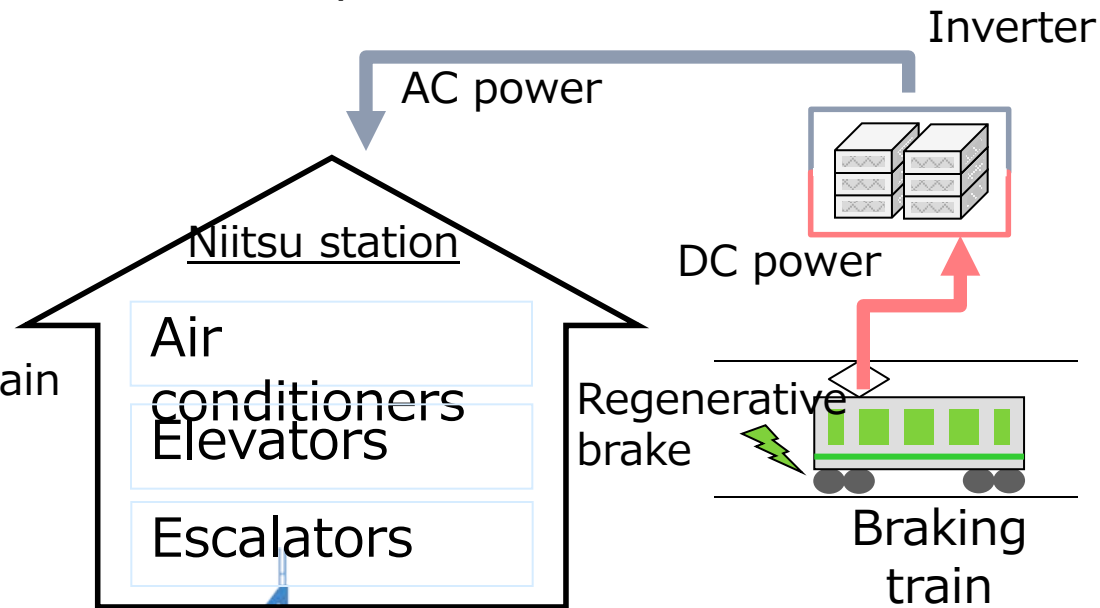 Inverter
AC power
Niitsu station
DC power
Air
conditioners
Elevators
Escalators
ain
Regenerative
brake
Braking
train